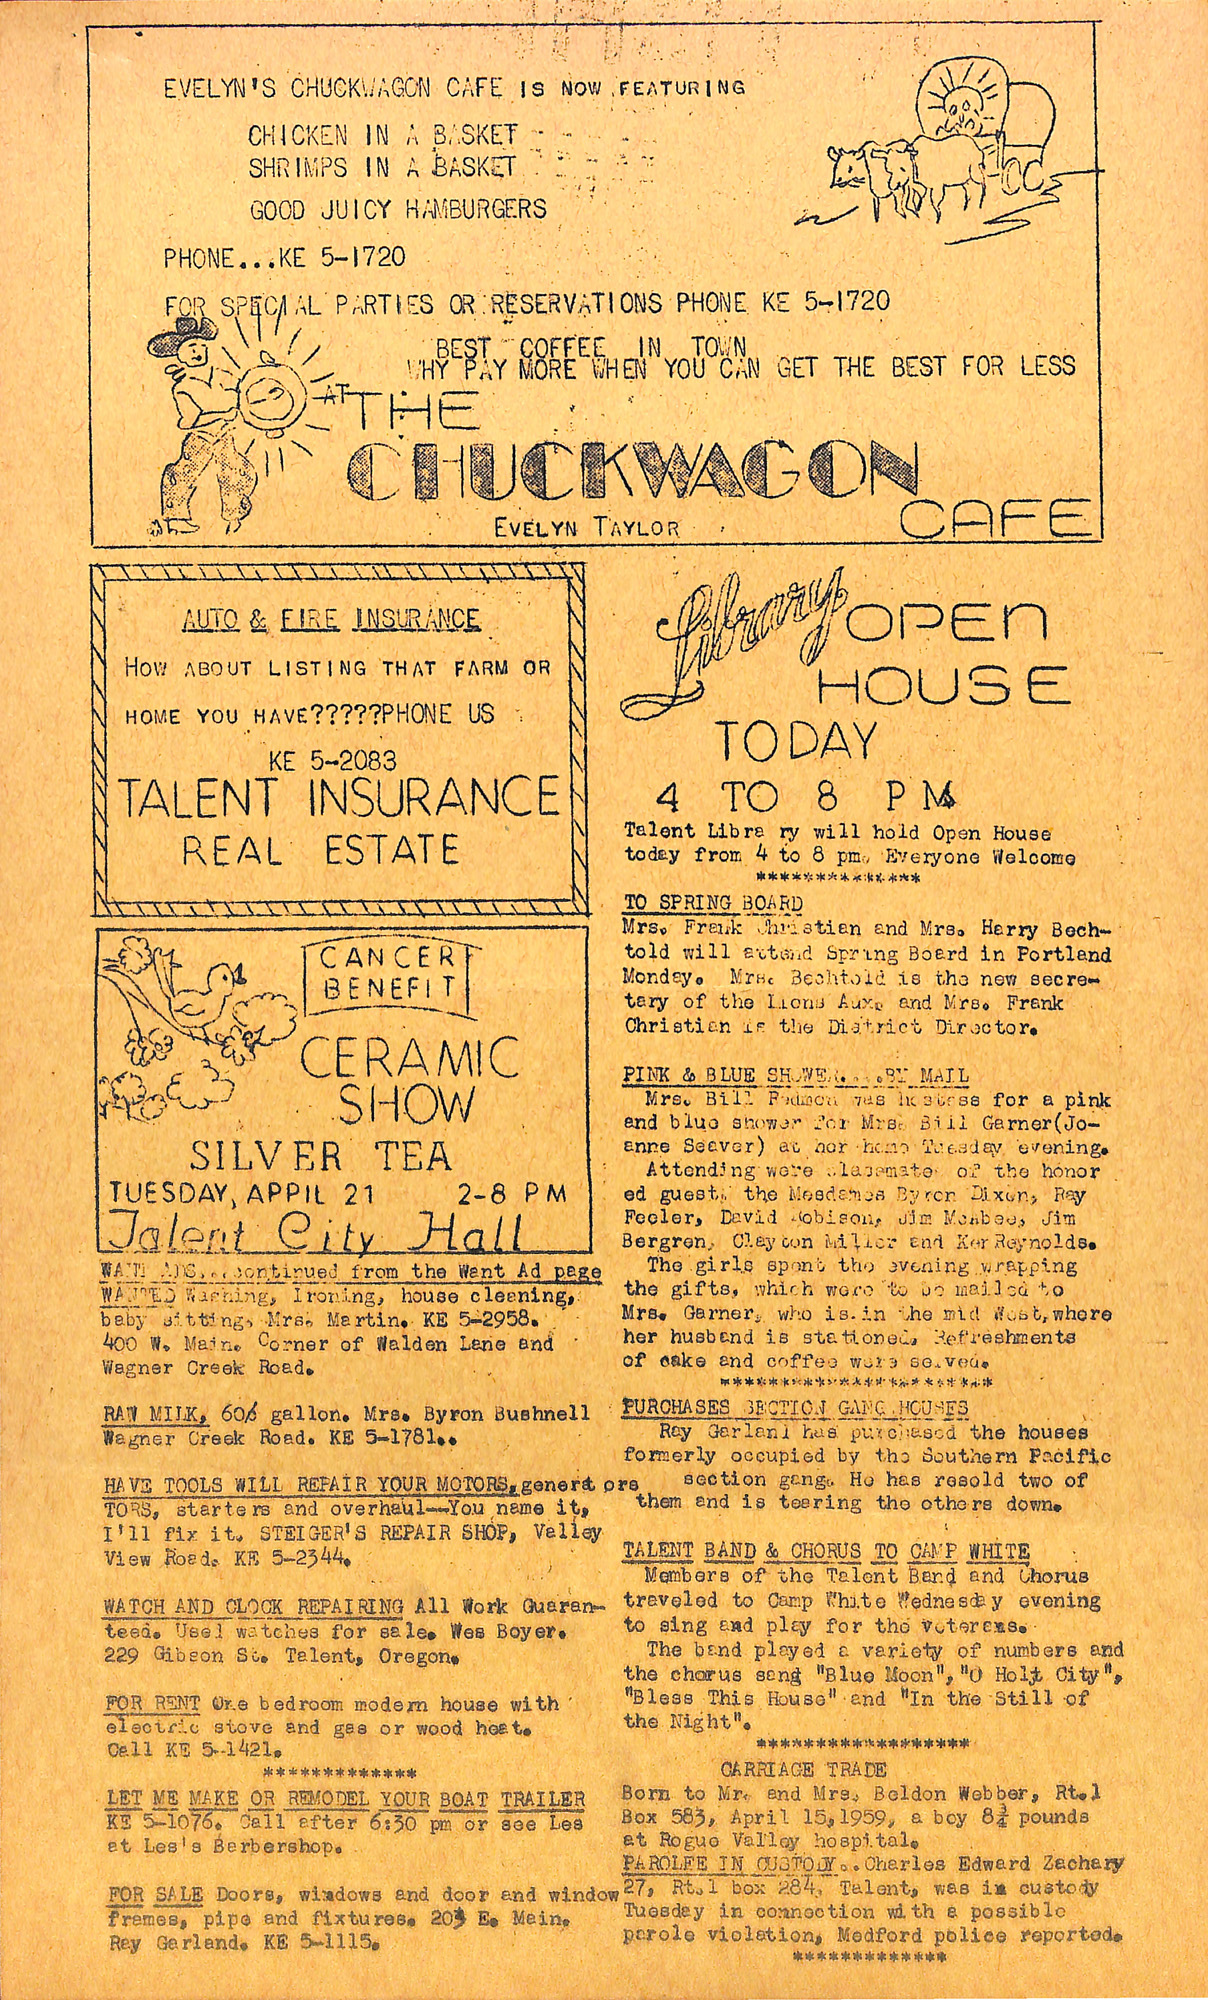 EVELYN'S CHUCKWAGON CAFE IS NOW FEATURING
CHICKEN IN A BASKET
SHRIMPS IN A BASKET
GOOD JUICY HAMBURGERS
PHONE...KE 5-1720
FOR SPECIAL PARTIES OR RESERVATIONS PHONE KE 5-1720
BEST COFFEE IN TOWN
WHY PAY MORE WHEN YOU CAN GET THE BEST FOR LESS
AT THE
CHUCKWAGON
CAFE
EVELYN TAYLOR
AUTO & FIRE INSURANCE
HOW ABOUT LISTING THAT FARM OR
HOME YOU HAVE?????PHONE US
KE 5-2083
TALENT INSURANCE
REAL ESTATE
CANCER
BENEFIT
CERAMIC
SHOW
SILVER TEA
TUESDAY, APPIL 21 2-8 PM
Talent City Hall
WANT ADS....continued from the Want Ad page
WANTED Washing, Ironing, house cleening,
baby sitting, Mrs. Martin. KE 5-2958.
400 W. Main. Corner of Walden Lane and
Wagner Creek Road.
RAW MILK, 60¢ gallon. Mrs. Byron Bushnell
Wagner Creek Road. KE 5-1781..
HAVE TOOLS WILL REPAIR YOUR MOTORS, generators
TORS, starters and overhaul--You name it,
I'll fix it. STEIGER'S REPAIR SHOP, Valley
View Road. KE 5-2344.
WATCH AND CLOCK REPAIRING All Work Guaran-
teed. Used watches for sale. Wes Boyer.
229 Gibson St. Talent, Oregon.
FOR RENT One bedroom modern house with
electric stove and gas or wood heat.
Call KE 5-1421.
*************
LET ME MAKE OR REMODEL YOUR BOAT TRAILER
KE 5-1076. Call after 6:30 pm or see Les
at Les's Barbershop.
FOR SALE Doors, windows and door and window
frames, pipe and fixtures. 203 E. Main.
Ray Garland. KE 5-1115.
Library OPEN
HOUSE
TODAY
4 TO 8 PM
Talent Libra ry will hold Open House
today from 4 to 8 pm. Everyone Welcome
**************
TO SPRING BOARD
Mrs. Frank Christian and Mrs. Harry Bech-
told will attend Spring Board in Portland
Monday. Mrs. Bechtold is the new secre-
tary of the Lions Aux. and Mrs. Frank
Christian is the District Director.
PINK & BLUE SHOWER....BY MAIL
Mrs. Bill Redmon was hostess for a pink
and blue shower for Mrs. Bill Garner(Jo-
anne Seaver) at her home Tuesday evening.
Attending were classmates of the honor
ed guest, the Mesdames Byron Dixon, Ray
Feeler, David Robison, Jim McAbee, Jim
Bergren, Clayton Miller and Ken Reynolds.
The girls spent the evening wrapping
the gifts, which were to be mailed to
Mrs. Garner, who is in the mid West, where
her husband is stationed. Refreshments
of cake and coffee were served.
***********************
PURCHASES SECTION GANG HOUSES
Ray Garland has purchased the houses
formerly occupied by the Southern Pacific
section gang. He has resold two of
them and is tearing the others down.
TALENT BAND & CHORUS TO CAMP WHITE
Members of the Talent Band and Chorus
traveled to Camp White Wednesday evening
to sing and play for the veterans.
The band played a variety of numbers and
the chorus sang "Blue Moon", "O Holy City",
"Bless This House" and "In the Still of
the Night".
******************
CARRIAGE TRADE
Born to Mr. and Mrs. Beldon Webber, Rt.1
Box 583, April 15,1959, a boy 8¾ pounds
at Rogue Valley hospital.
PAROLEE IN CUSTODY..Charles Edward Zachary
27, Rt.1 box 284, Talent, was in custody
Tuesday in connection with a possible
parole violation, Medford police reported.
*************